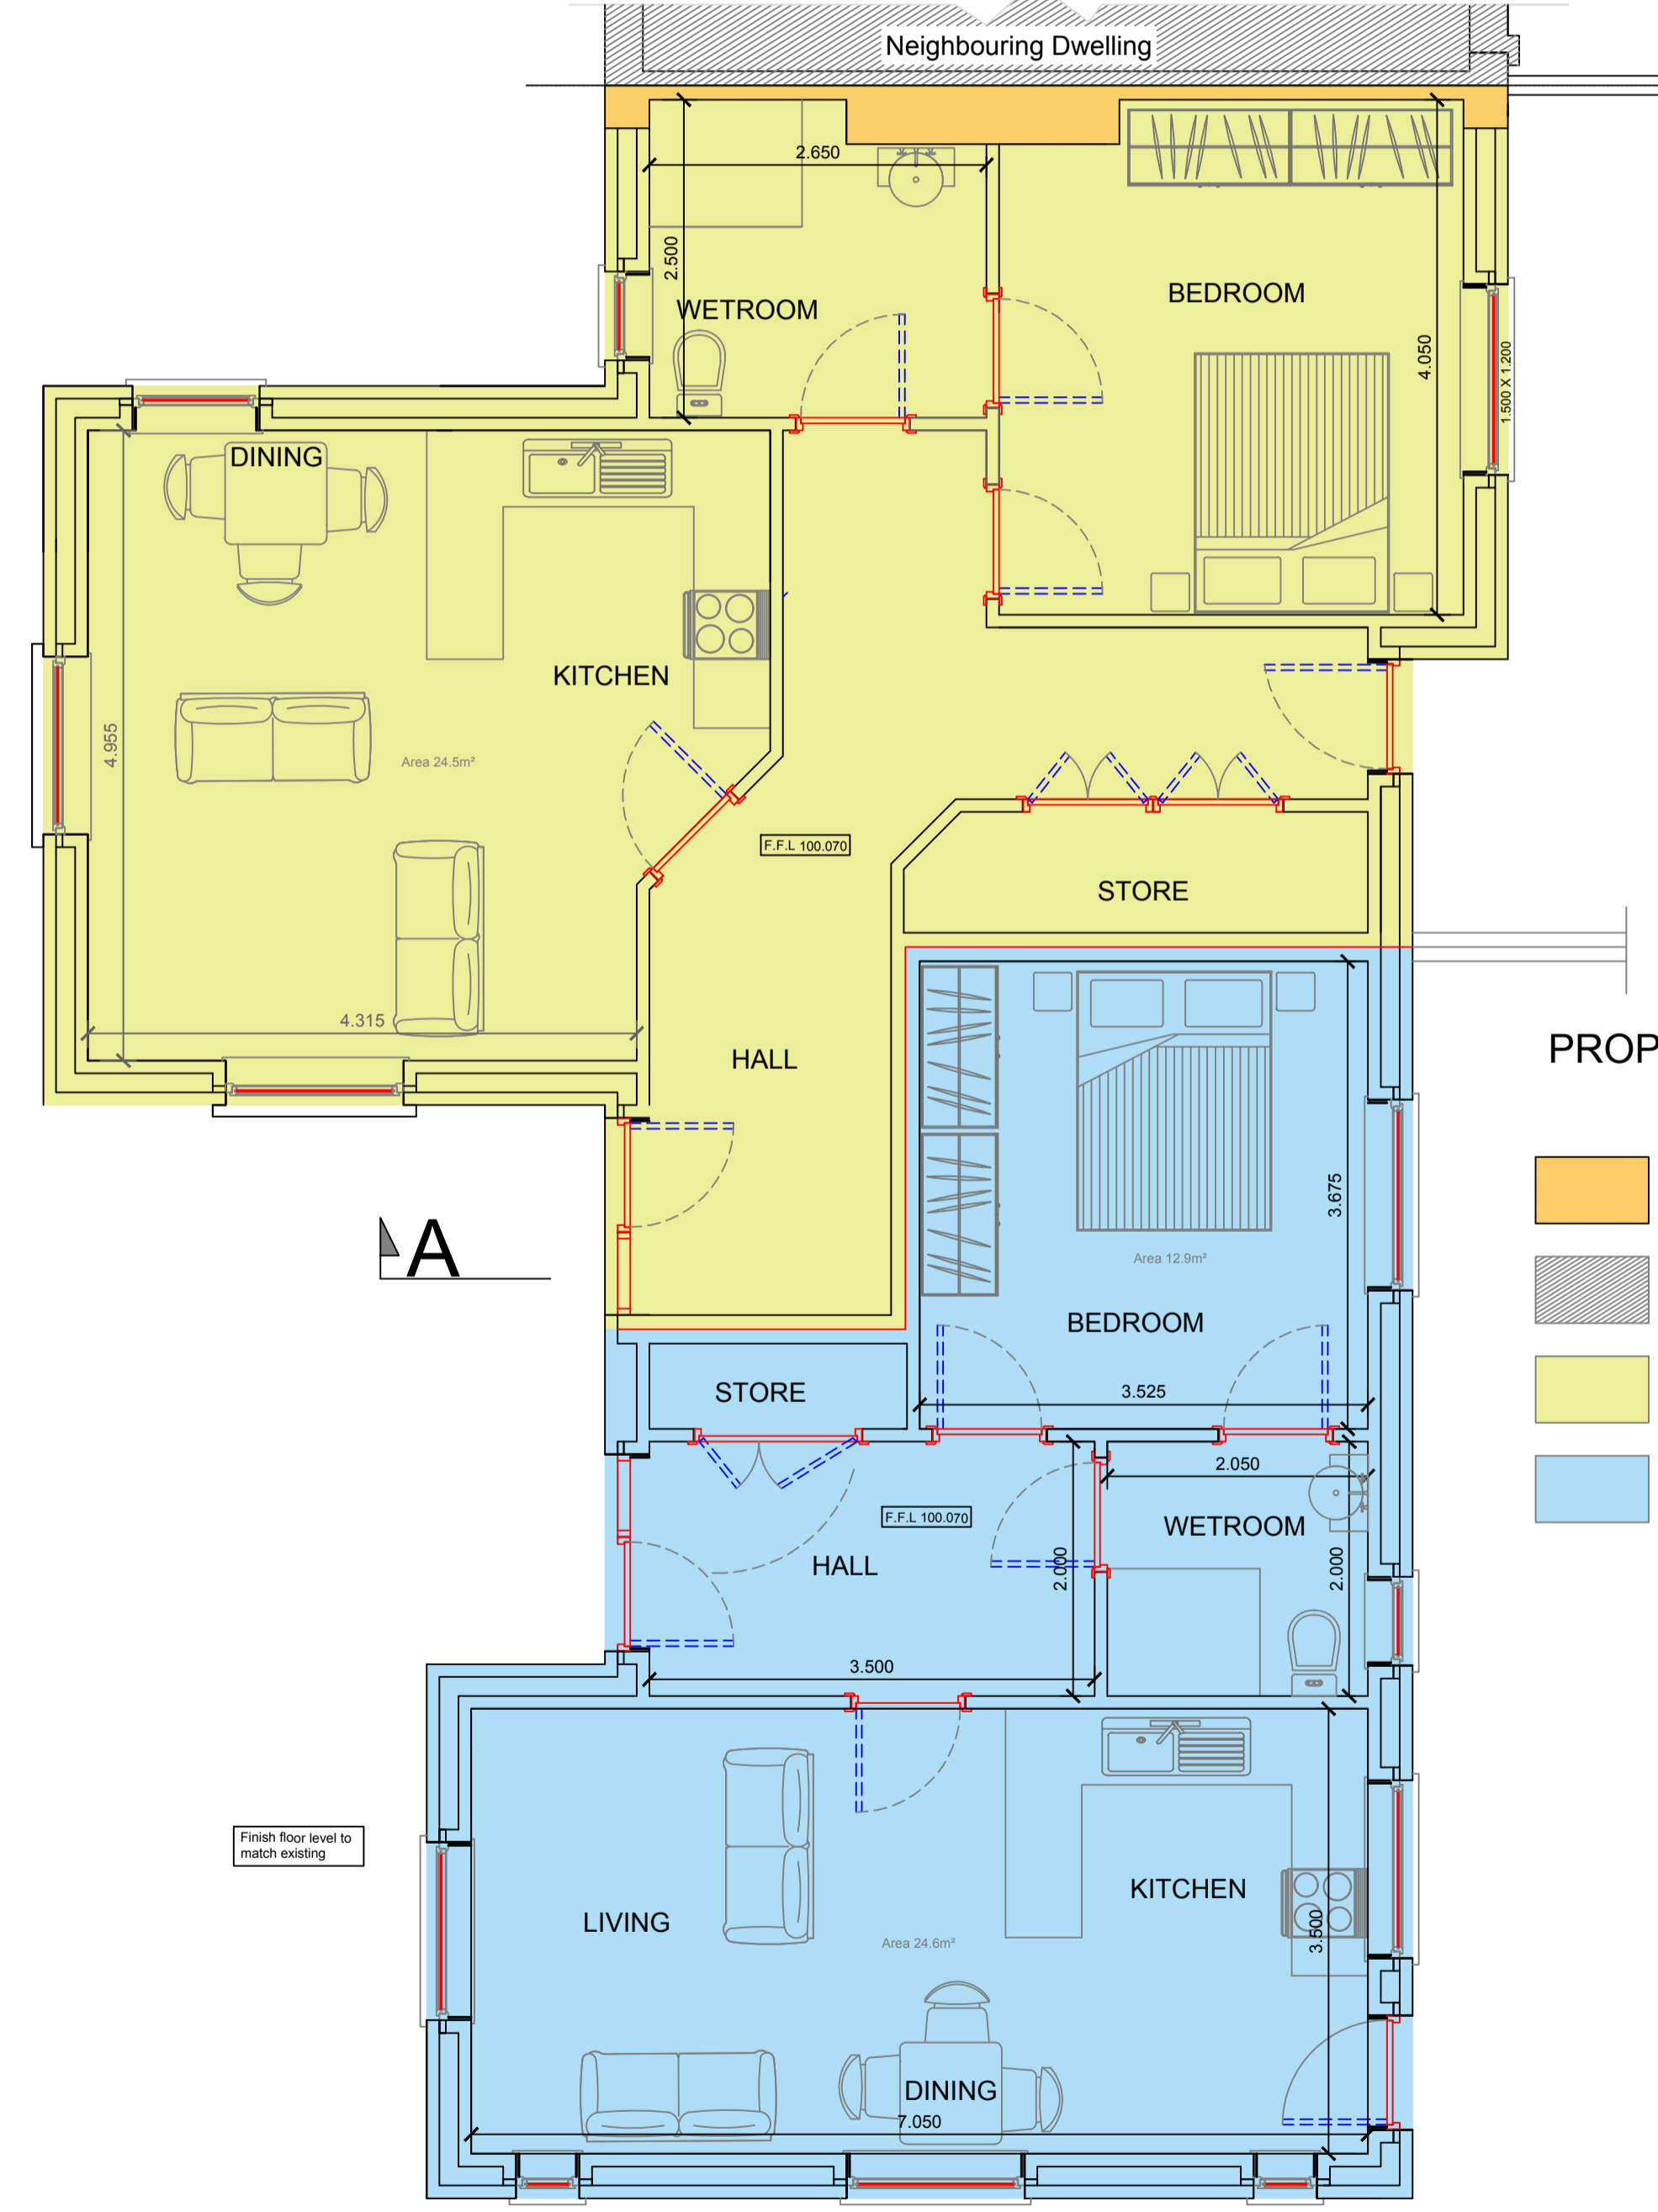 Neighbouring Dwelling
2.650
2.500
WETROOM
BEDROOM
4.050
1.500 X 1.200
DINING
KITCHEN
4.955
Area 24.5m²
F.F.L 100.070
STORE
4.315
HALL
PROP
A
3.675
Area 12.9m²
BEDROOM
STORE
3.525
2.050
F.F.L 100.070
WETROOM
HALL
2.000
2.000
3.500
Finish floor level to
match existing
KITCHEN
LIVING
3.500
Area 24.6m²
DINING
7.050